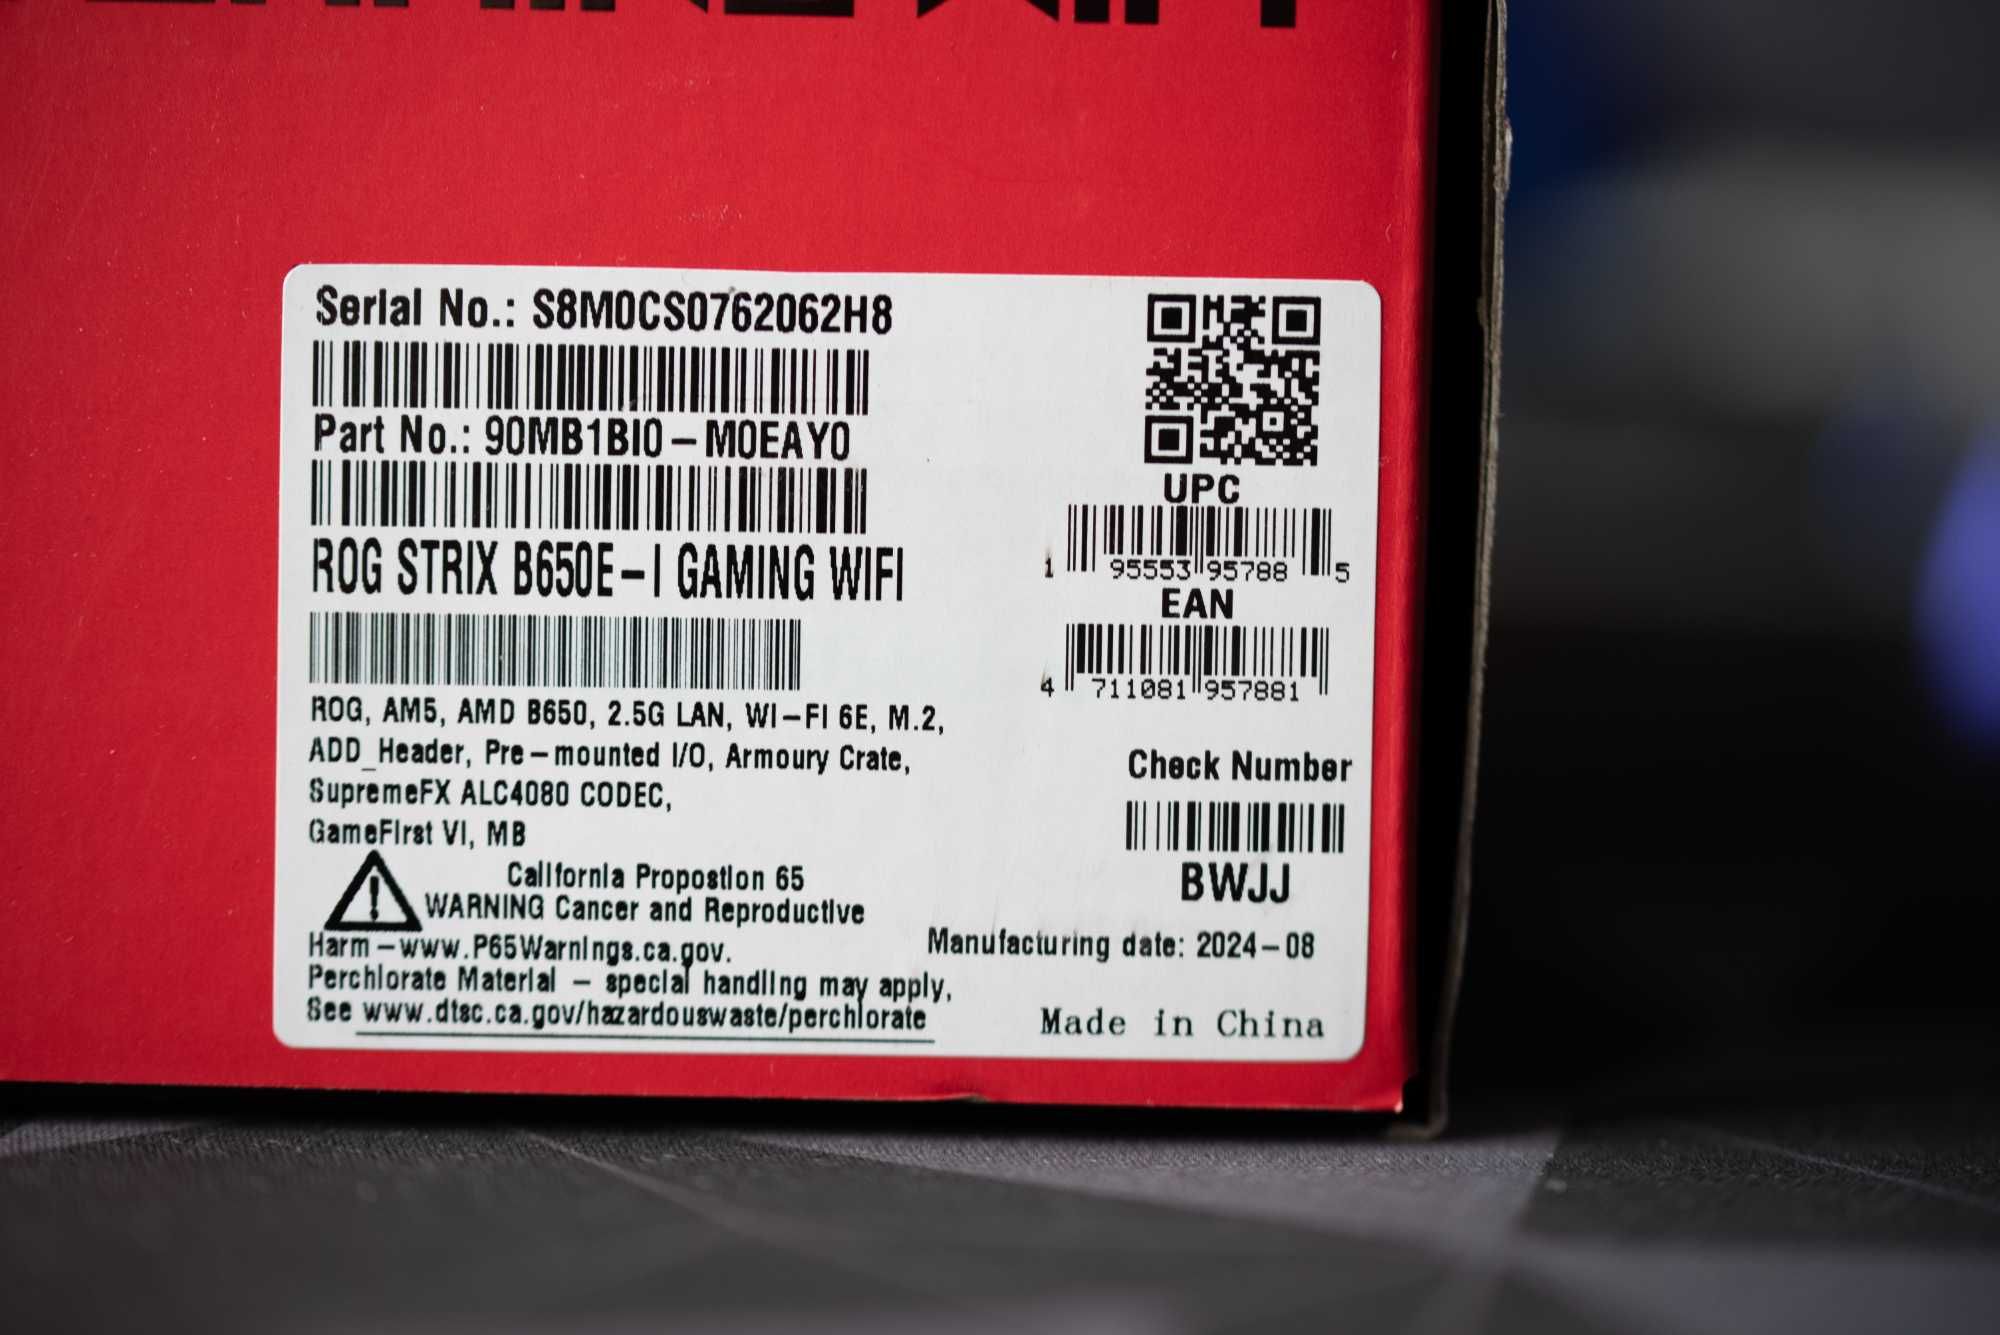 Serial No.: S8M0CS0762062H8
Part No.: 90MB1BI0-M0EAY0
ROG STRIX B650E-I GAMING WIFI
ROG, AM5, AMD B650, 2.5G LAN, WI-FI 6E, M.2,
ADD_Header, Pre-mounted I/O, Armoury Crate,
SupremeFX ALC4080 CODEC,
GameFirst VI, MB
California Propostion 65
WARNING Cancer and Reproductive
Harm-www.P65Warnings.ca.gov.
Perchlorate Material - special handling may apply,
See www.dtsc.ca.gov/hazardouswaste/perchlorate
UPC
1 95553 95788 5
EAN
4 711081 957881
Check Number
BWJJ
Manufacturing date: 2024-08
Made in China